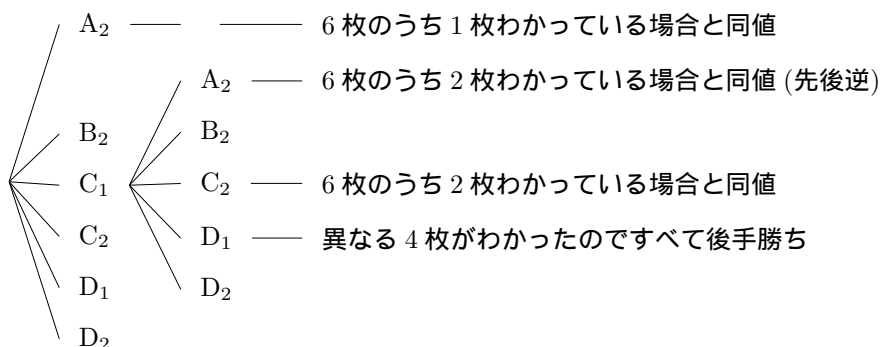 A₂ 6 枚のうち 1 枚わかっている場合と同値
A₂ 6 枚のうち 2 枚わかっている場合と同値 (先後逆)
B₂ B₂
C₁ C₂ 6 枚のうち 2 枚わかっている場合と同値
C₂ D₁ 異なる 4 枚がわかったのですべて後手勝ち
D₁ D₂
D₂